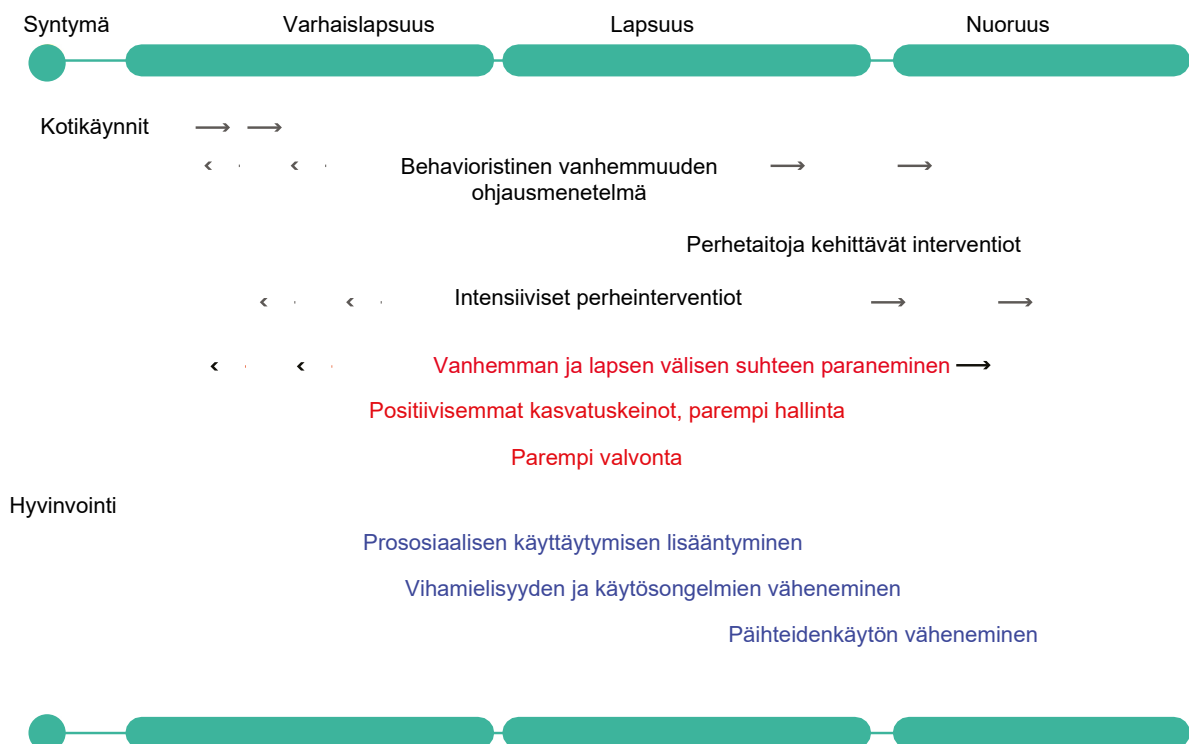 Syntymä Varhaislapsuus Lapsuus Nuoruus
Kotikäynnit
Behavioristinen vanhemmuuden
ohjausmenetelmä
Perhetaitoja kehittävät interventiot
Intensiiviset perheinterventiot
Vanhemman ja lapsen välisen suhteen paraneminen
Positiivisemmat kasvatuskeinot, parempi hallinta
Parempi valvonta
Hyvinvointi
Prososiaalisen käyttäytymisen lisääntyminen
Vihamielisyyden ja käytösongelmien väheneminen
Päihteidenkäytön väheneminen